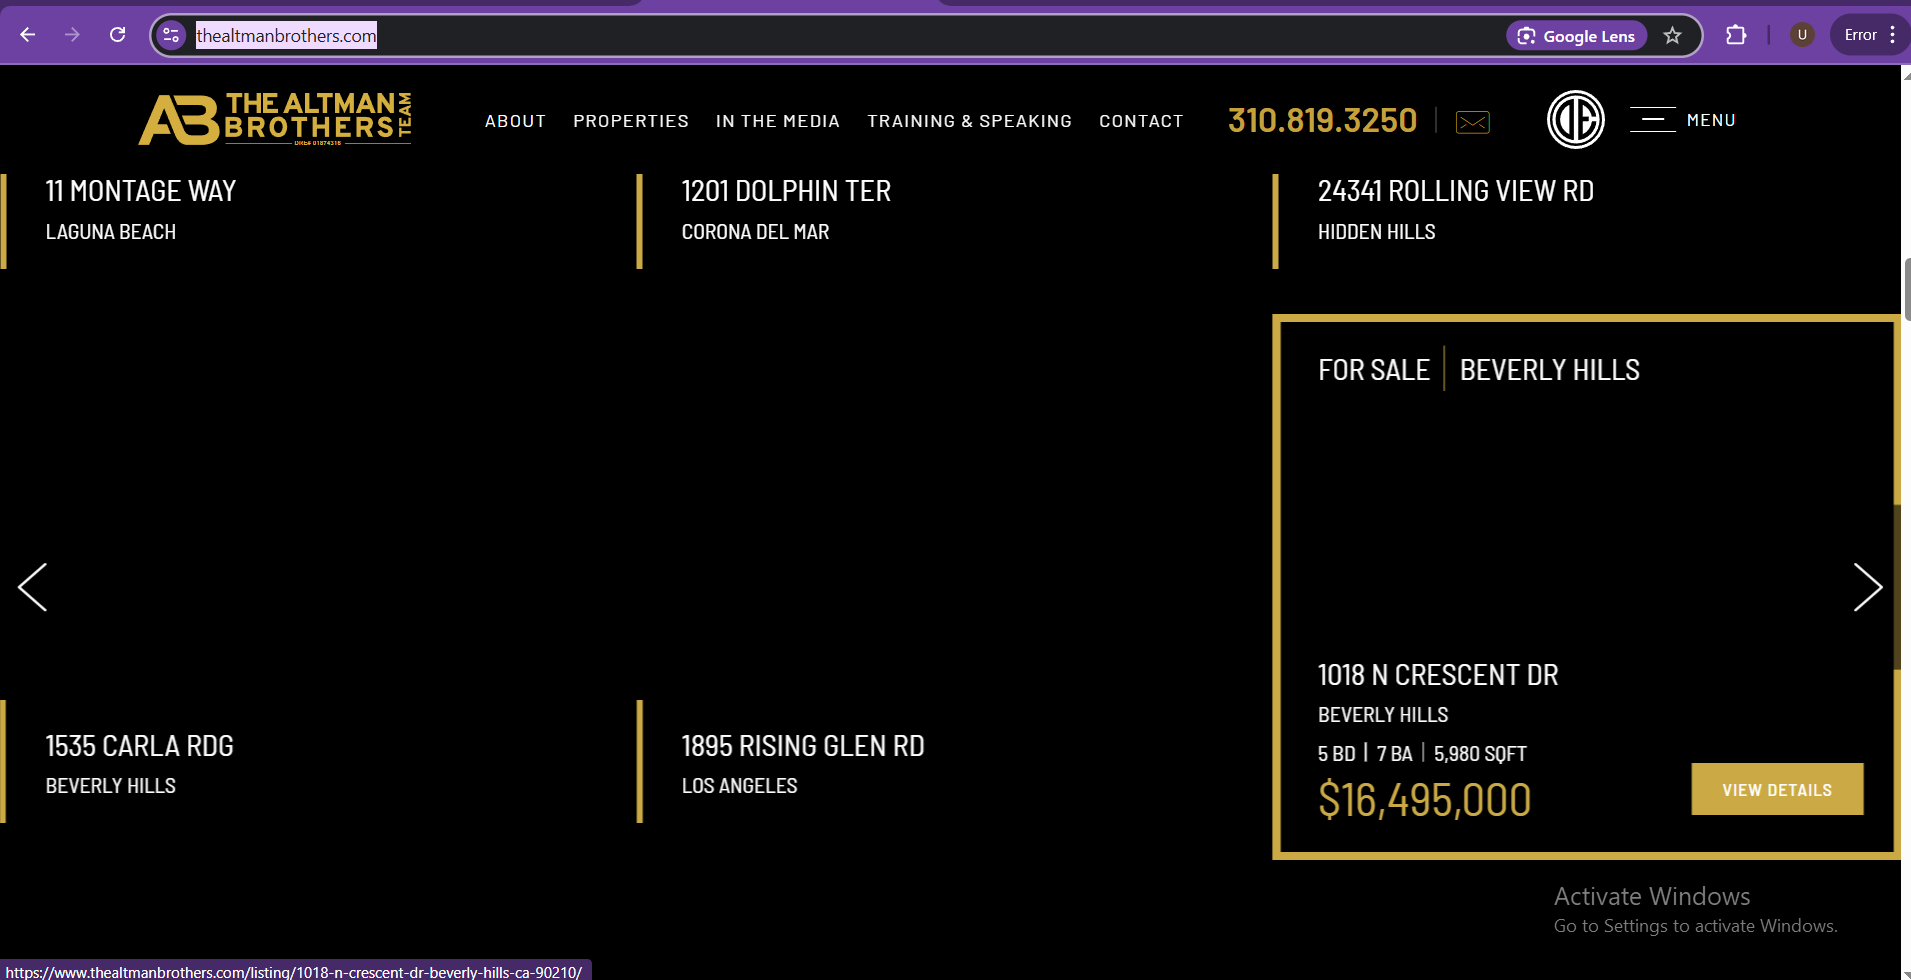 thealtmanbrothers.com
Google Lens
U
Error
AB THE ALTMAN BROTHERS TEAM
DRE# 01874316
ABOUT
PROPERTIES
IN THE MEDIA
TRAINING & SPEAKING
CONTACT
310.819.3250
DE
MENU
11 MONTAGE WAY
LAGUNA BEACH
1201 DOLPHIN TER
CORONA DEL MAR
24341 ROLLING VIEW RD
HIDDEN HILLS
FOR SALE | BEVERLY HILLS
1018 N CRESCENT DR
BEVERLY HILLS
5 BD | 7 BA | 5,980 SQFT
$16,495,000
VIEW DETAILS
1535 CARLA RDG
BEVERLY HILLS
1895 RISING GLEN RD
LOS ANGELES
Activate Windows
Go to Settings to activate Windows.
https://www.thealtmanbrothers.com/listing/1018-n-crescent-dr-beverly-hills-ca-90210/